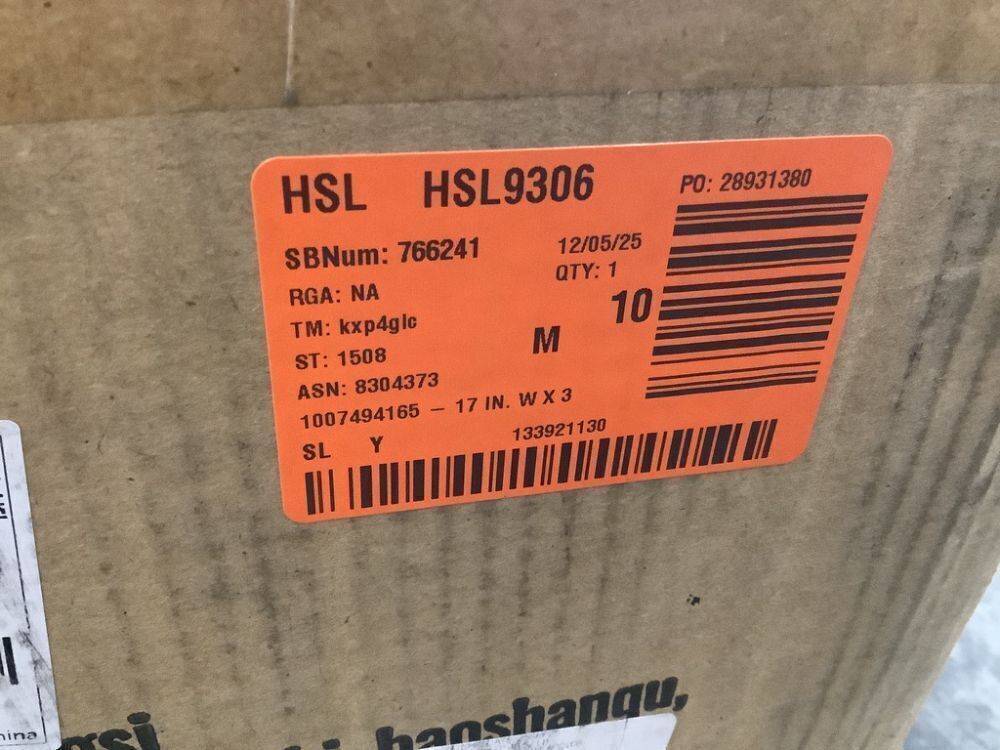 HSL HSL9306 PO: 28931380
SBNum: 766241 12/05/25
RGA: NA QTY: 1
TM: kxp4glc M 10
ST: 1508
ASN: 8304373
1007494165 – 17 IN. W X 3
SL Y 133921130
baoshanqu,